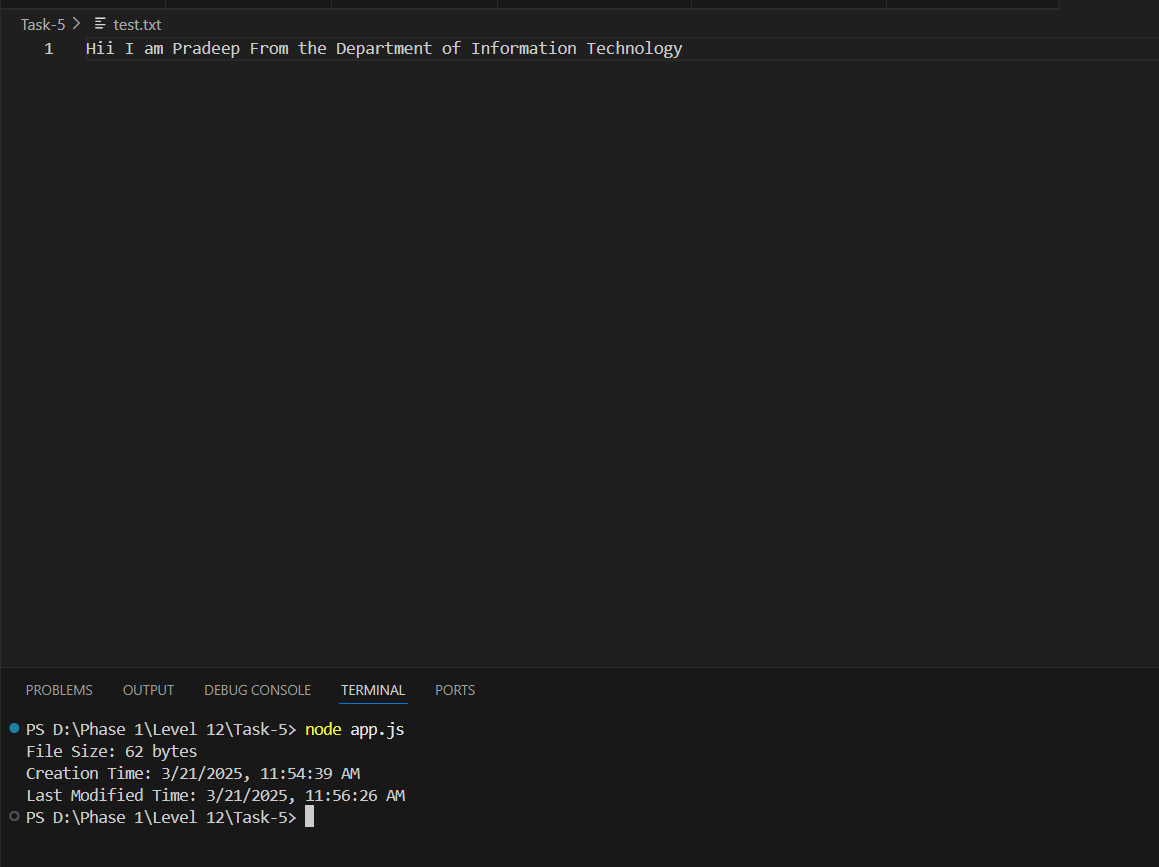 Task-5 > test.txt
1 Hii I am Pradeep From the Department of Information Technology
PROBLEMS OUTPUT DEBUG CONSOLE TERMINAL PORTS
PS D:\Phase 1\Level 12\Task-5> node app.js
File Size: 62 bytes
Creation Time: 3/21/2025, 11:54:39 AM
Last Modified Time: 3/21/2025, 11:56:26 AM
PS D:\Phase 1\Level 12\Task-5>